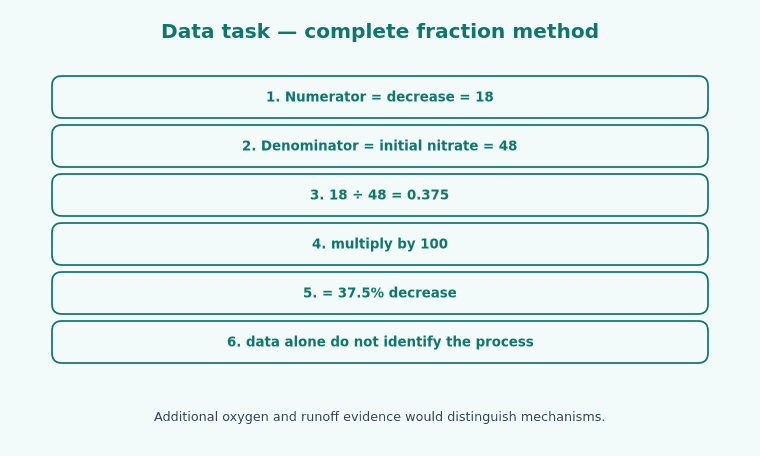 Data task — complete fraction method
1. Numerator = decrease = 18
2. Denominator = initial nitrate = 48
3. 18 ÷ 48 = 0.375
4. multiply by 100
5. = 37.5% decrease
6. data alone do not identify the process
Additional oxygen and runoff evidence would distinguish mechanisms.